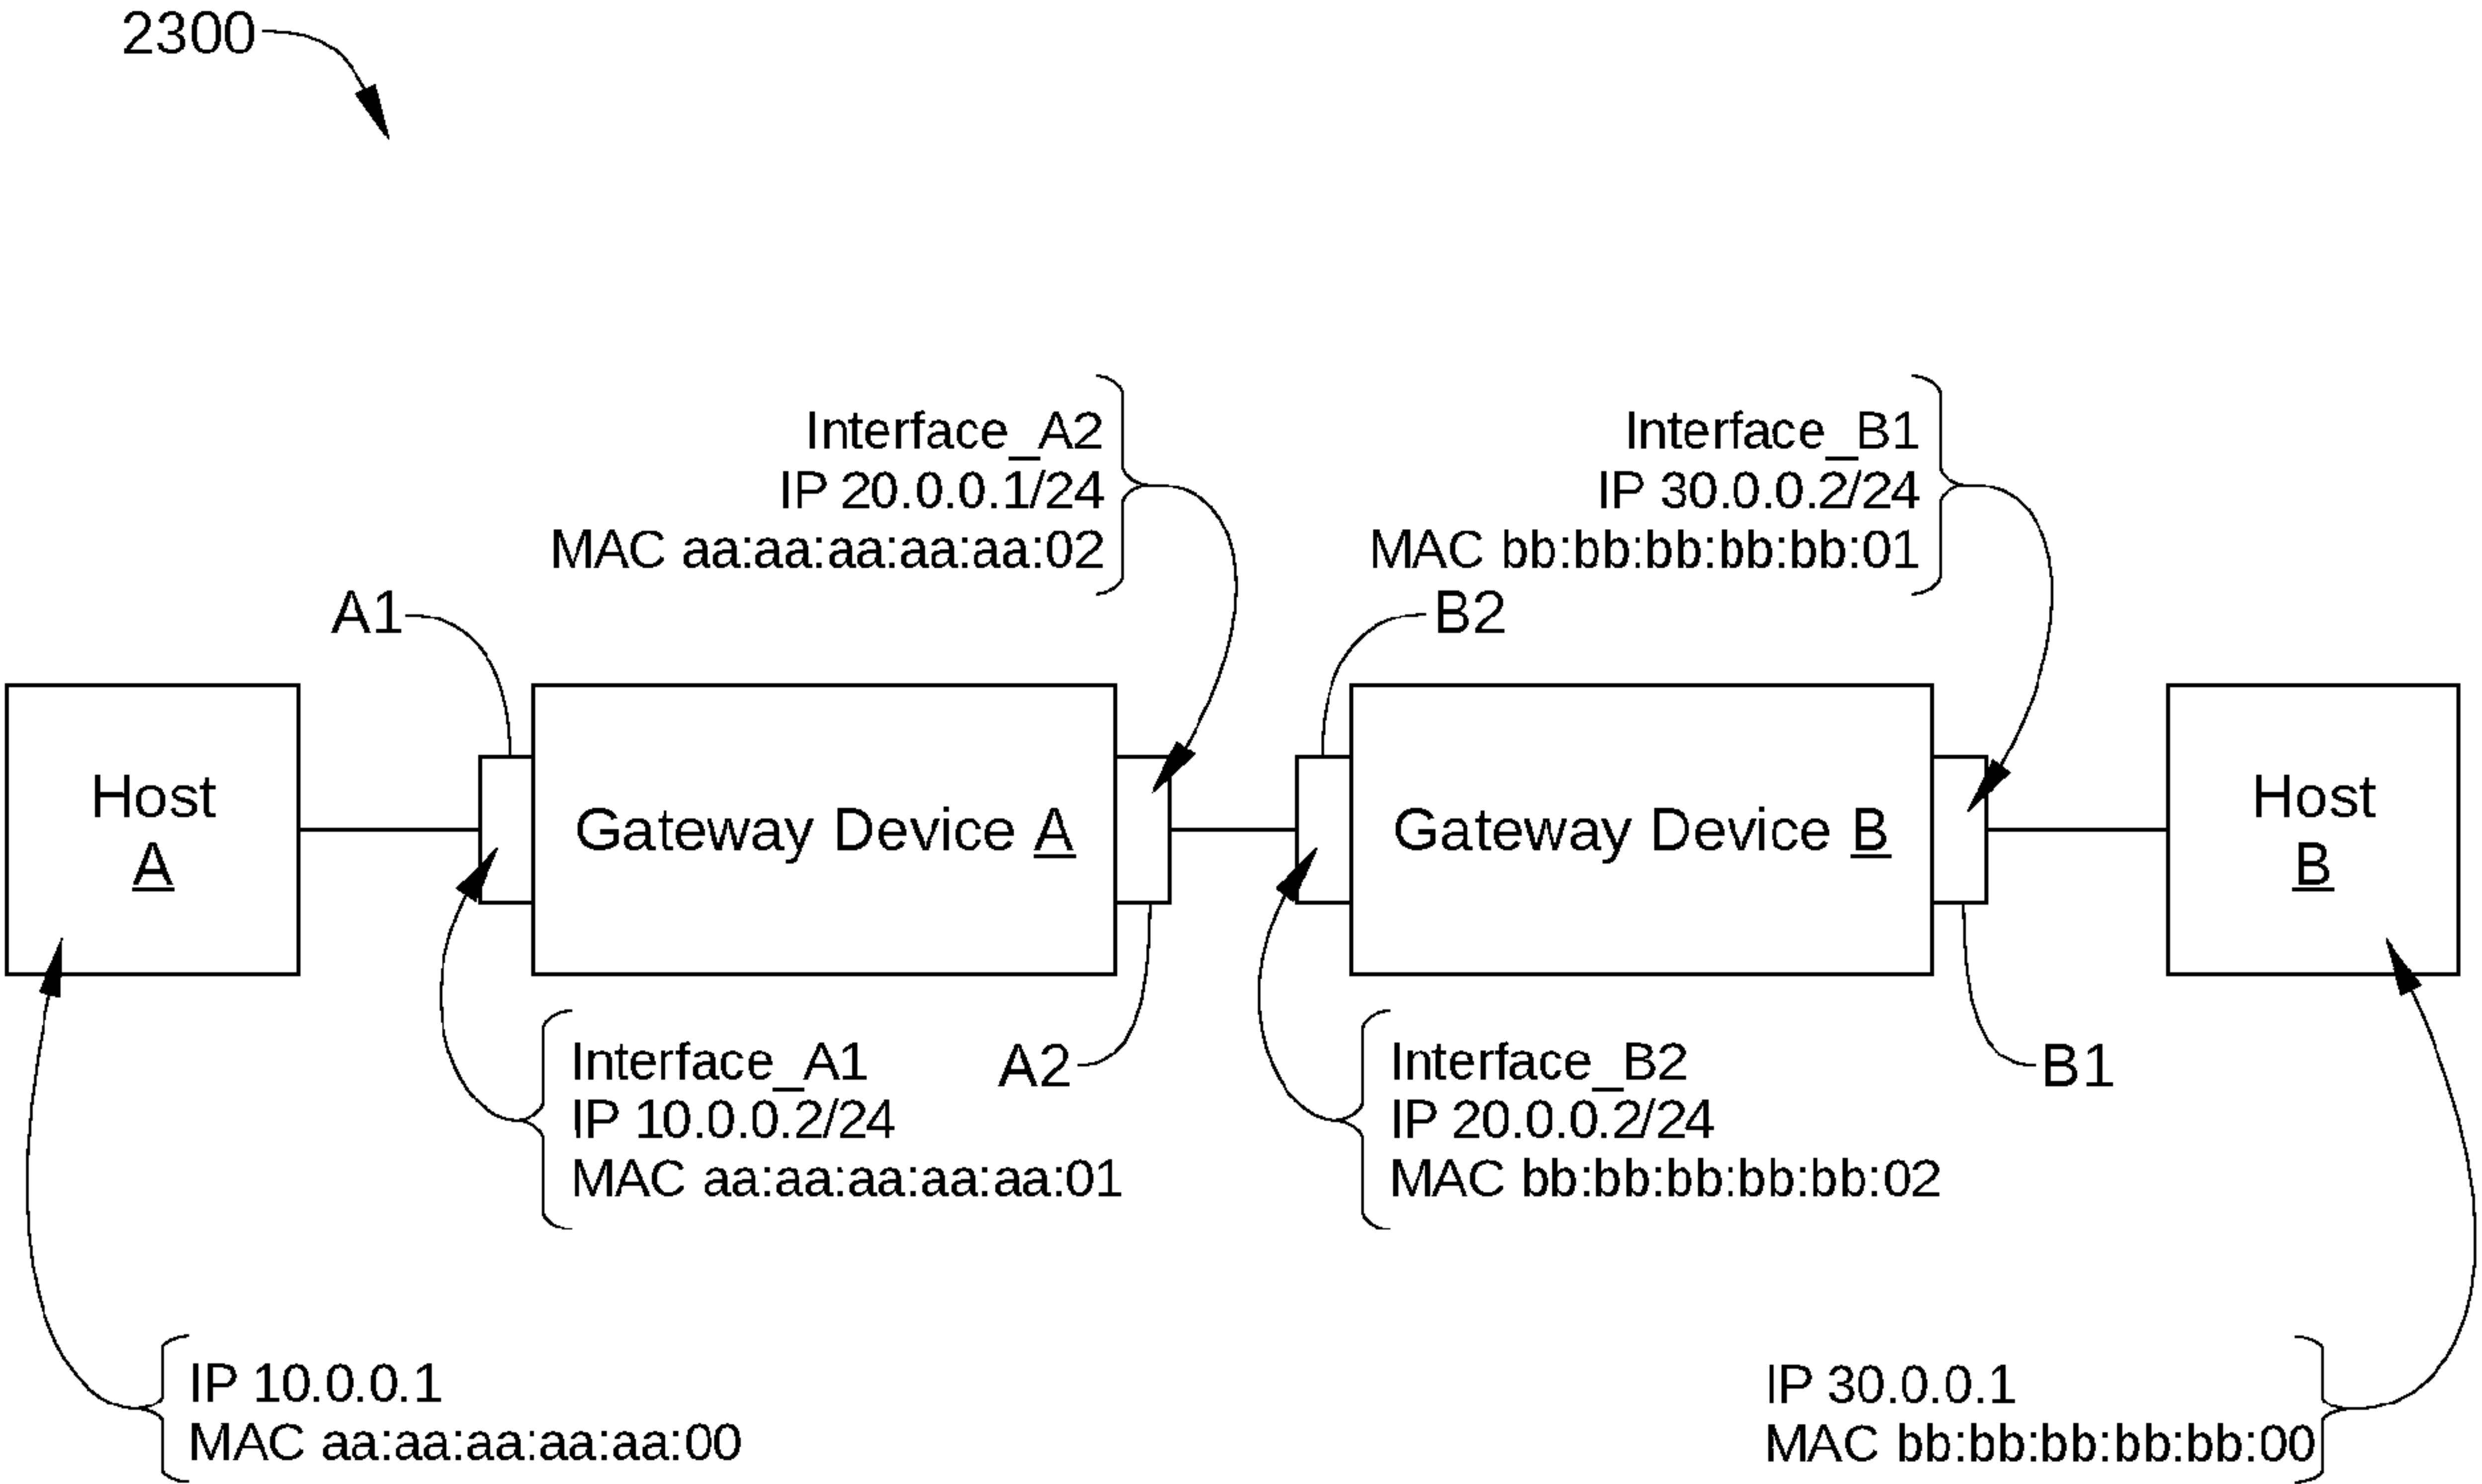 2300
Interface_A2
IP 20.0.0.1/24
MAC aa:aa:aa:aa:aa:02
Interface_B1
IP 30.0.0.2/24
MAC bb:bb:bb:bb:bb:01
A1
B2
Host
A
Gateway Device A
Gateway Device B
Host
B
Interface_A1
IP 10.0.0.2/24
MAC aa:aa:aa:aa:aa:01
A2
Interface_B2
IP 20.0.0.2/24
MAC bb:bb:bb:bb:bb:02
B1
IP 10.0.0.1
MAC aa:aa:aa:aa:aa:00
IP 30.0.0.1
MAC bb:bb:bb:bb:bb:00